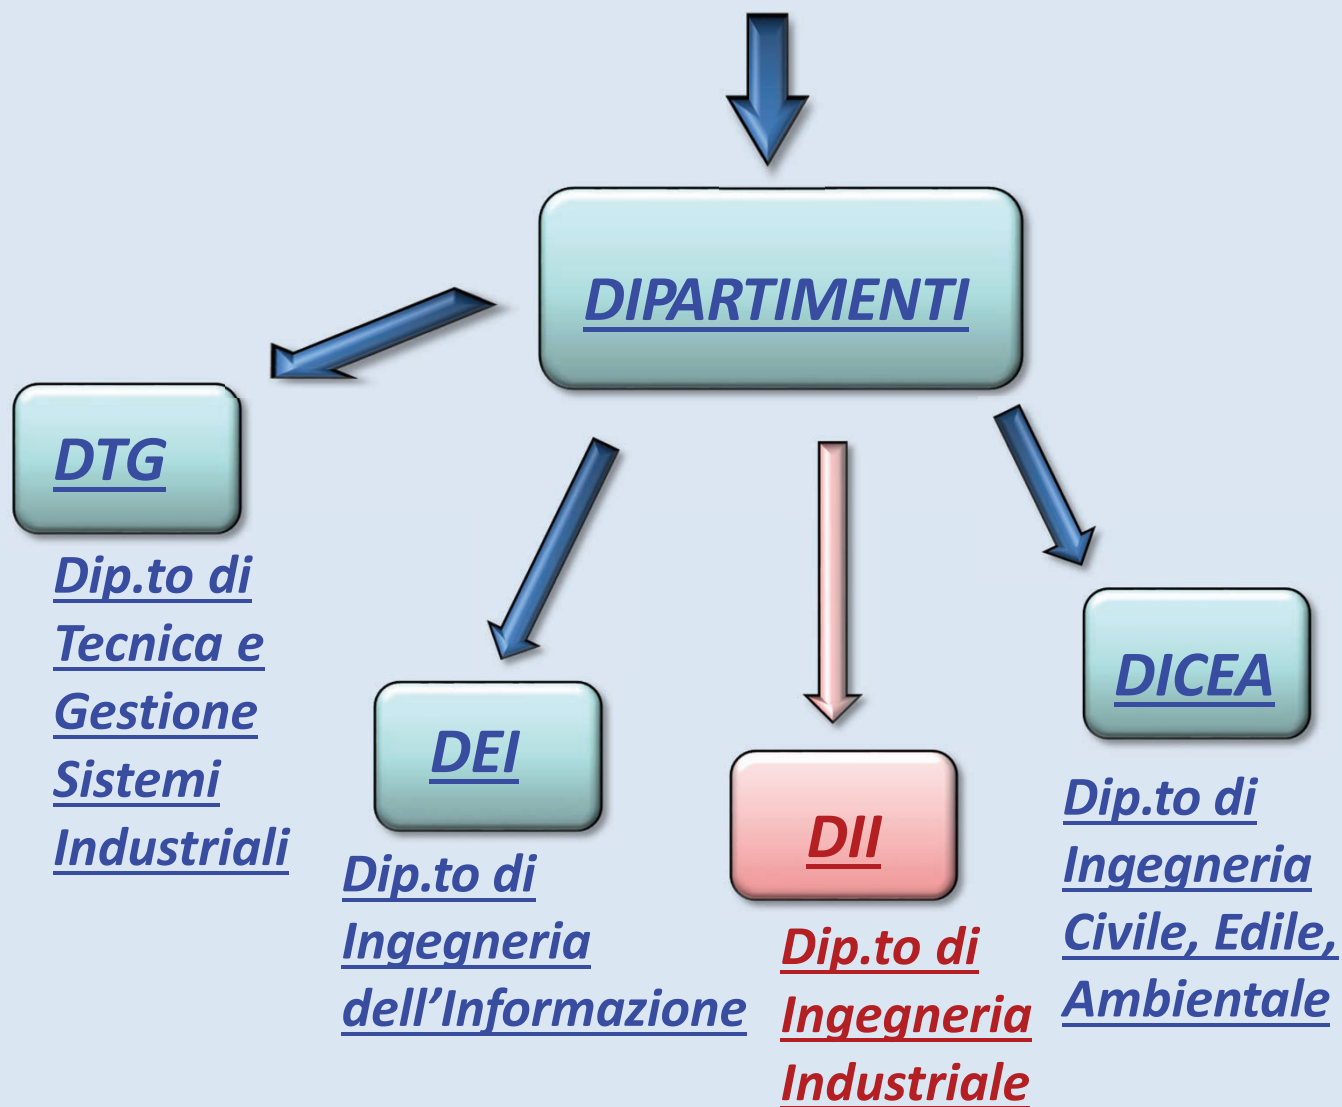 DIPARTIMENTI
DTG
Dip.to di
Tecnica e
Gestione
Sistemi
Industriali
DEI
Dip.to di
Ingegneria
dell’Informazione
DII
Dip.to di
Ingegneria
Industriale
DICEA
Dip.to di
Ingegneria
Civile, Edile,
Ambientale